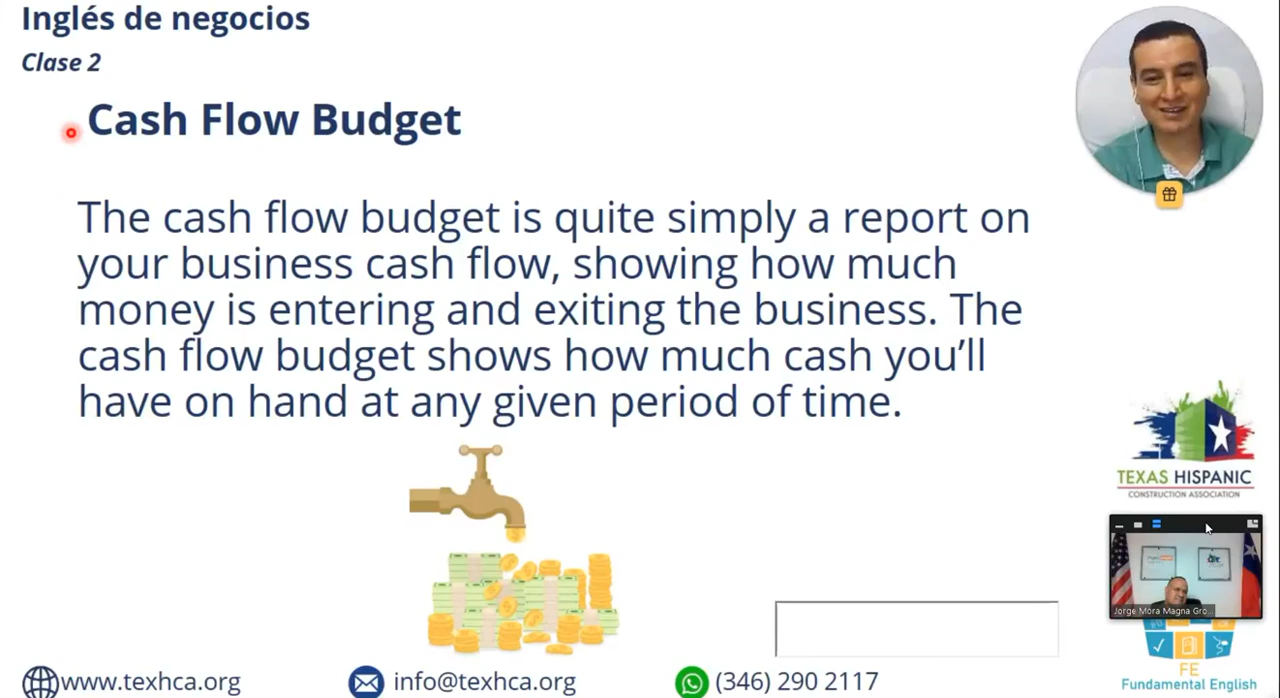 Inglés de negocios
Clase 2
Cash Flow Budget
The cash flow budget is quite simply a report on
your business cash flow, showing how much
money is entering and exiting the business. The
cash flow budget shows how much cash you’ll
have on hand at any given period of time.
TEXAS HISPANIC
CONSTRUCTION ASSOCIATION
Jorge Mora Magna Gro...
FE
Fundamental English
www.texhca.org
info@texhca.org
(346) 290 2117